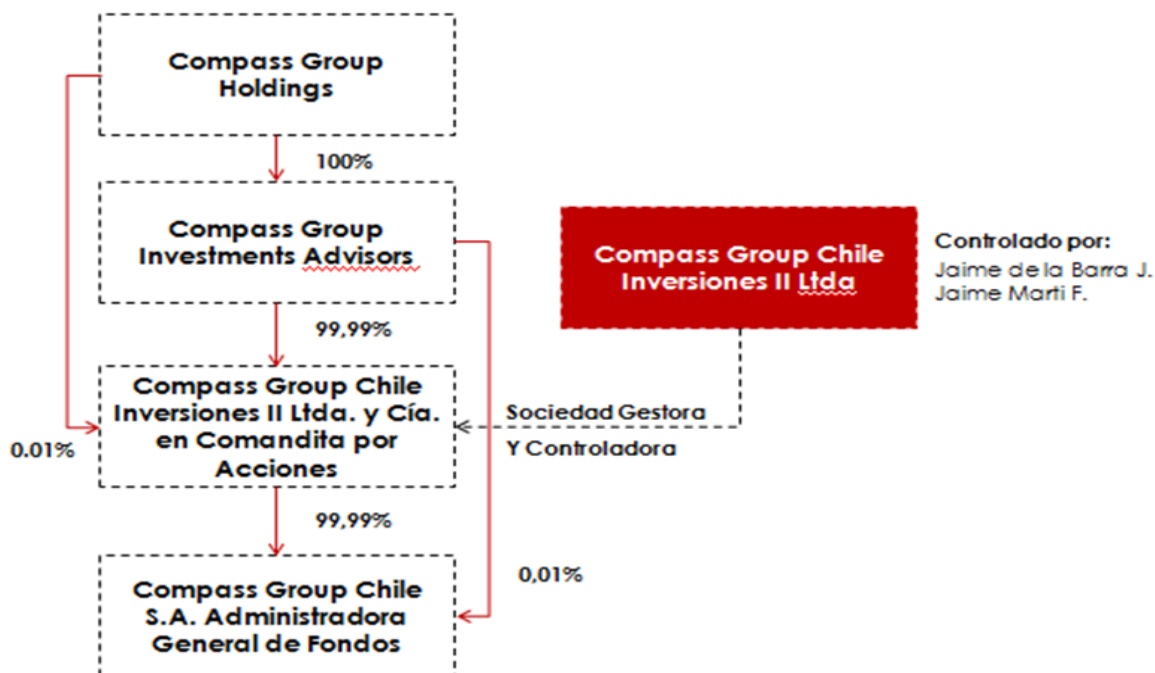 Compass Group
Holdings
100%
Compass Group
Investments Advisors
Compass Group Chile
Inversiones II Ltda
Controlado por:
Jaime de la Barra J.
Jaime Marti F.
99,99%
Compass Group Chile
Inversiones II Ltda. y Cía.
en Comandita por
Acciones
0.01%
Sociedad Gestora
Y Controladora
99,99%
0,01%
Compass Group Chile
S.A. Administradora
General de Fondos